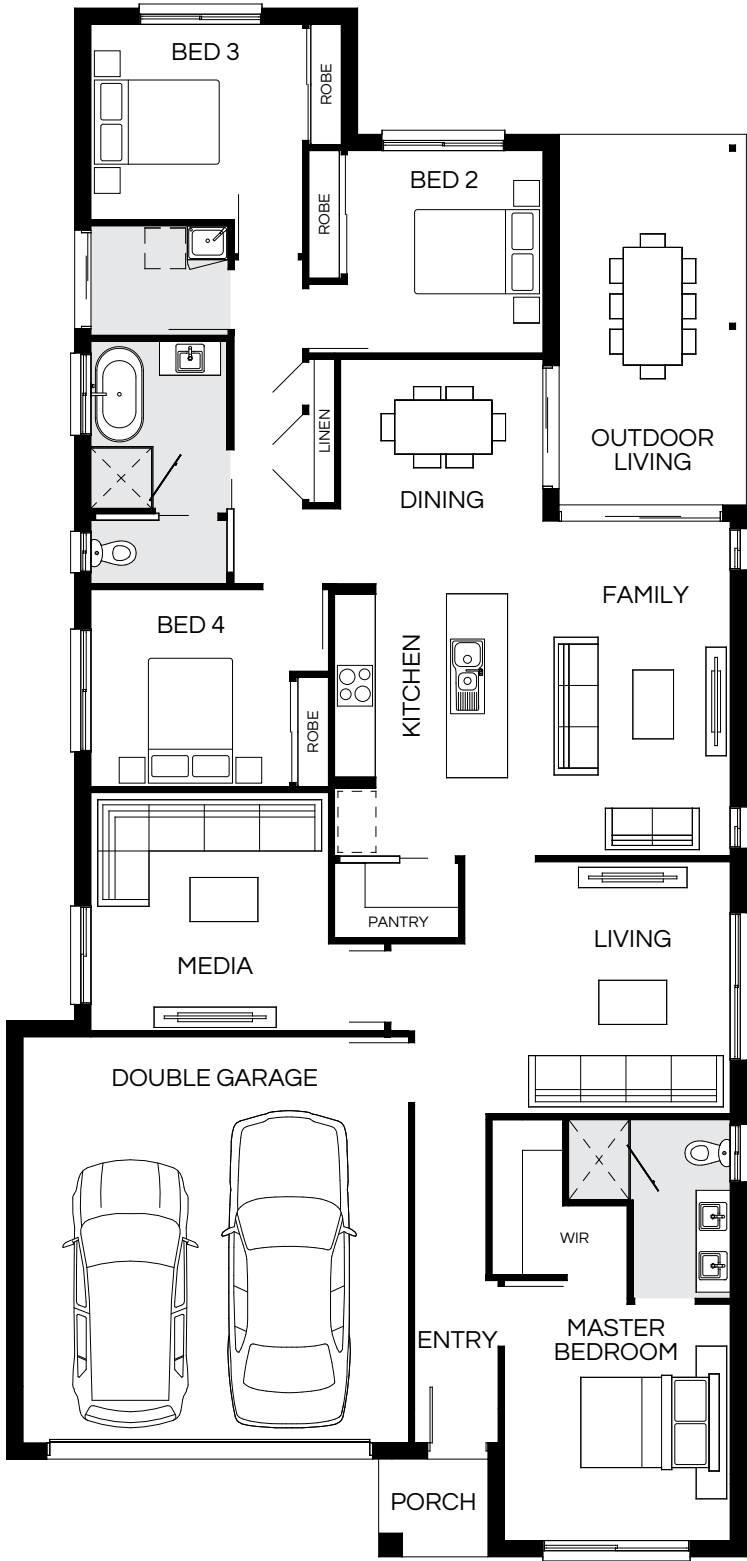 BED 3
ROBE
BED 2
ROBE
OUTDOOR
LIVING
LINEN
DINING
FAMILY
BED 4
KITCHEN
ROBE
PANTRY
LIVING
MEDIA
DOUBLE GARAGE
WIR
ENTRY
MASTER
BEDROOM
PORCH